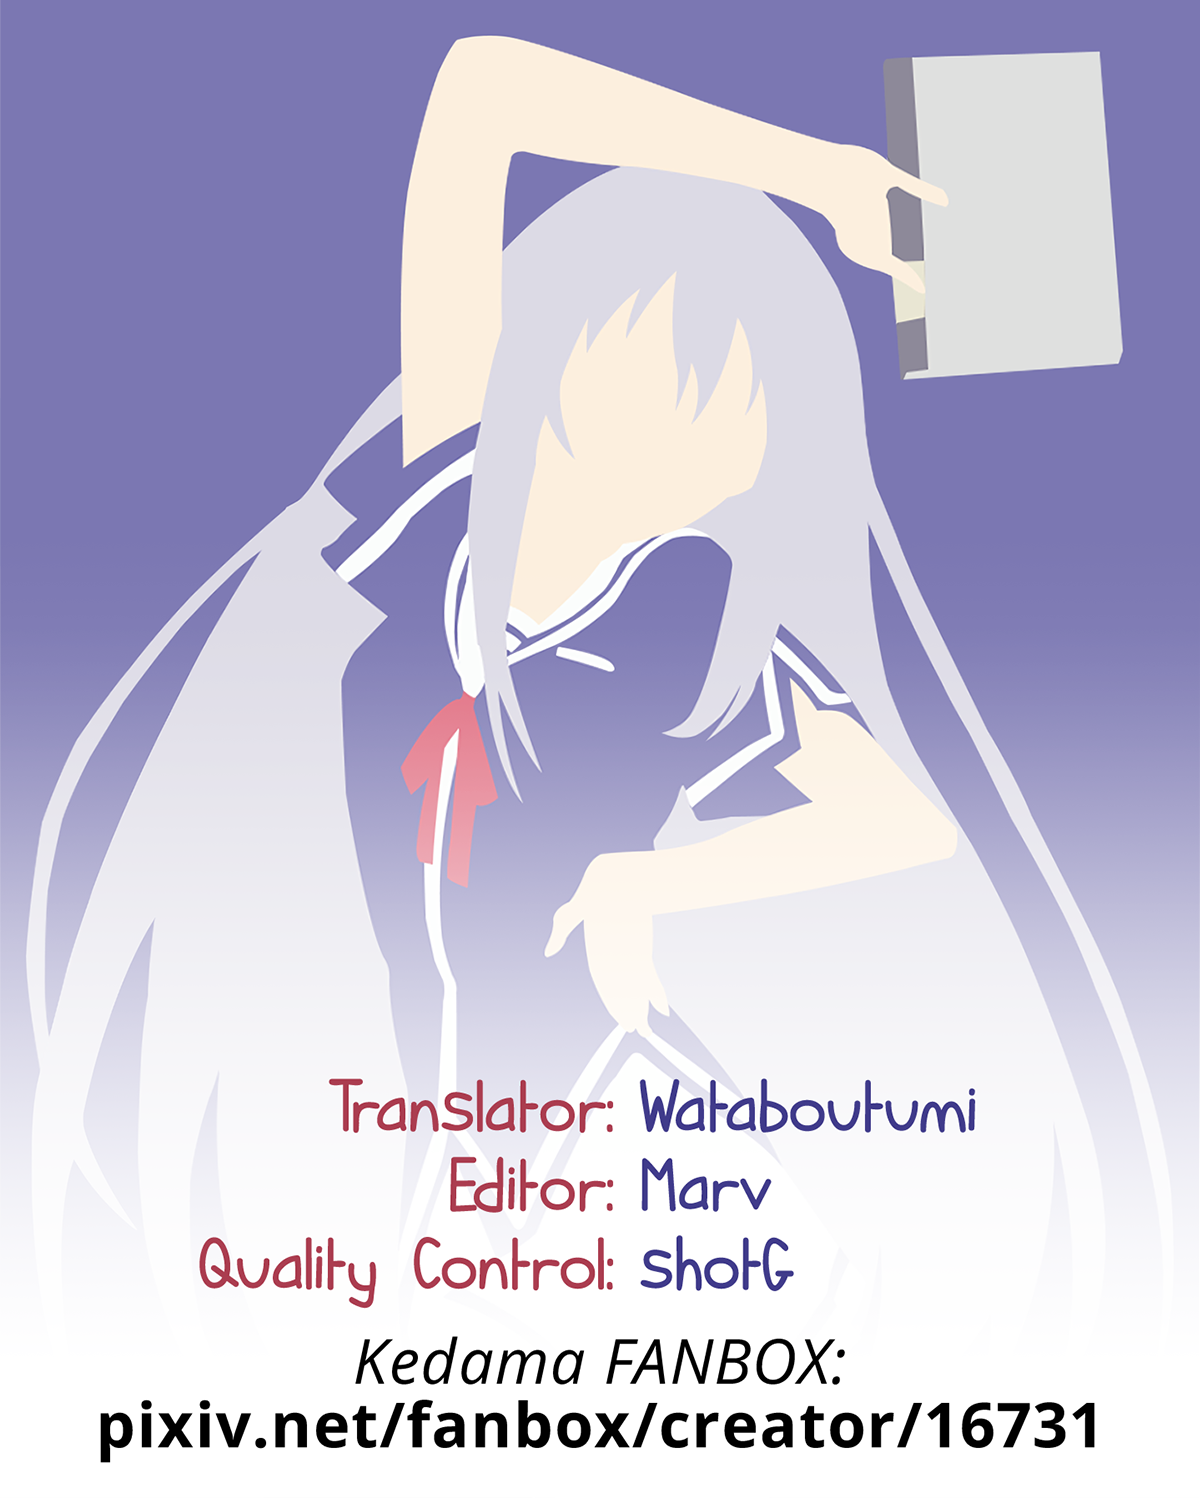 Translator: Wataboutumi
Editor: Marv
Quality Control: shotG
Kedama FANBOX:
pixiv.net/fanbox/creator/16731